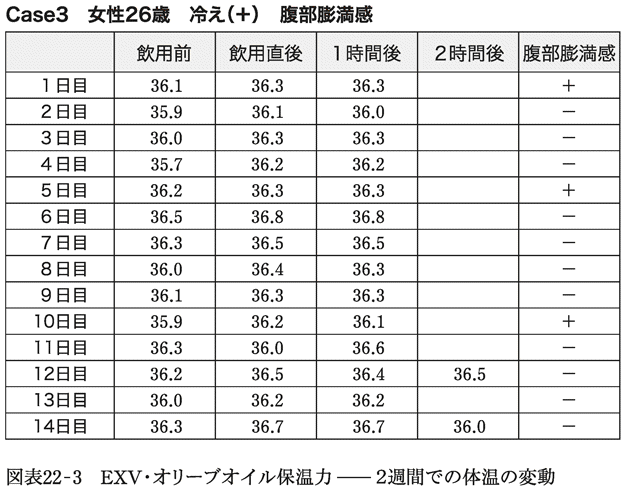 Case3　女性26歳　冷え(＋)　腹部膨満感
飲用前　飲用直後　1時間後　2時間後　腹部膨満感
1日目　36.1　36.3　36.3　＋
2日目　35.9　36.1　36.0　−
3日目　36.0　36.3　36.3　−
4日目　35.7　36.2　36.2　−
5日目　36.2　36.3　36.3　＋
6日目　36.5　36.8　36.8　−
7日目　36.3　36.5　36.5　−
8日目　36.0　36.4　36.3　−
9日目　36.1　36.3　36.3　−
10日目　35.9　36.2　36.1　＋
11日目　36.3　36.0　36.6　−
12日目　36.2　36.5　36.4　36.5　−
13日目　36.0　36.2　36.2　−
14日目　36.3　36.7　36.7　36.0　−
図表22-3　EXV・オリーブオイル保温力 ―― 2週間での体温の変動